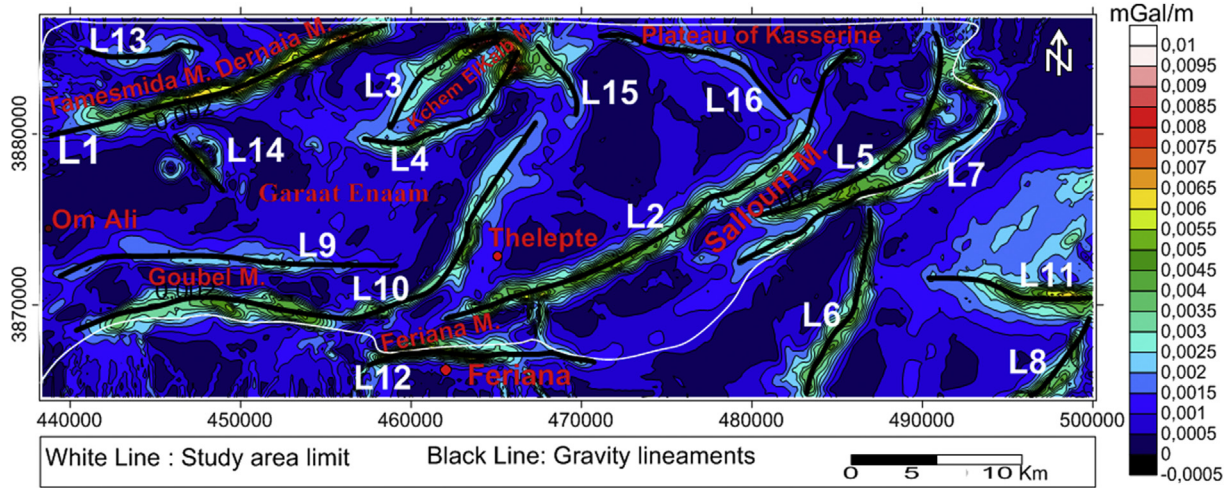 mGal/m
L13
Tamesmida M. Dernaia M.
0.002
L1
L14
L3
Kchem ElKelb M.
L4
L15
Plateau of Kasserine
L16
N
Garaat Enaam
Om Ali
L9
Goubel M.
L10
Thelepte
L2
Salloum M.
L5
L7
L6
L11
L8
Feriana M.
L12
Feriana
3880000
3870000
440000 450000 460000 470000 480000 490000 500000
0,01
0,0095
0,009
0,0085
0,008
0,0075
0,007
0,0065
0,006
0,0055
0,005
0,0045
0,004
0,0035
0,003
0,0025
0,002
0,0015
0,001
0,0005
0
-0,0005
White Line : Study area limit
Black Line: Gravity lineaments
0 5 10 Km